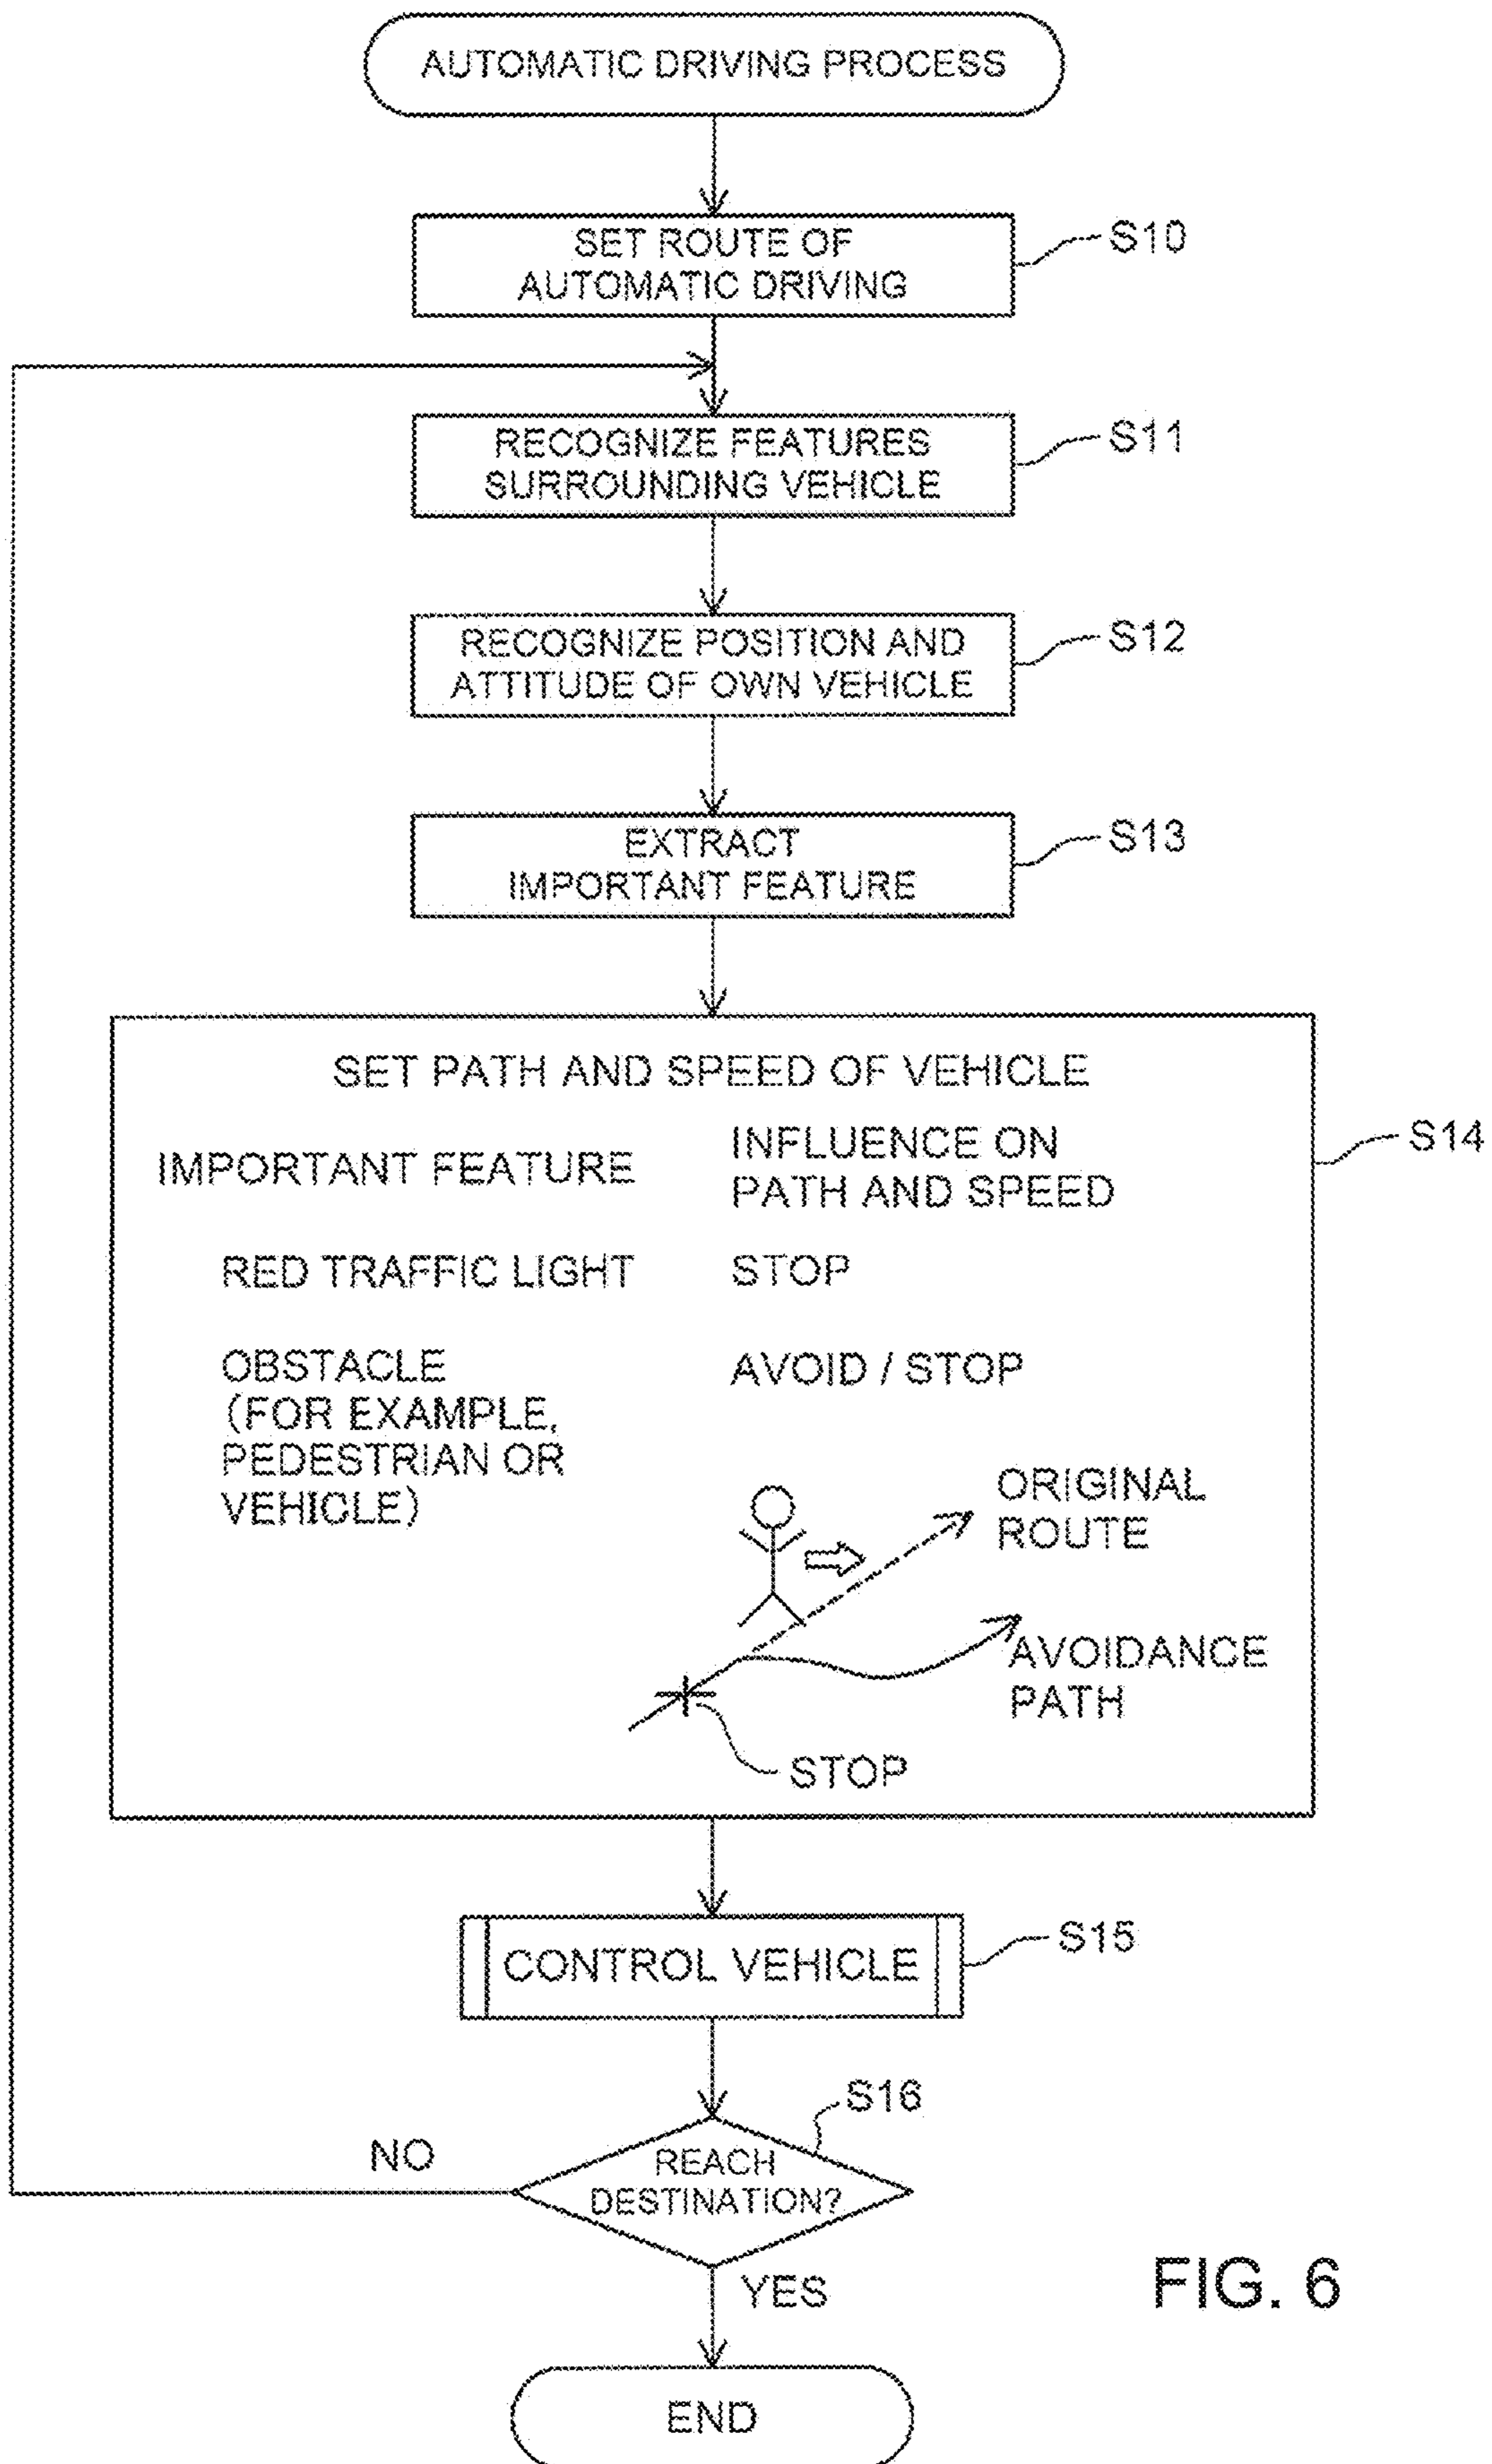 AUTOMATIC DRIVING PROCESS
SET ROUTE OF
AUTOMATIC DRIVING
S10
RECOGNIZE FEATURES
SURROUNDING VEHICLE
S11
RECOGNIZE POSITION AND
ATTITUDE OF OWN VEHICLE
S12
EXTRACT
IMPORTANT FEATURE
S13
SET PATH AND SPEED OF VEHICLE
S14
IMPORTANT FEATURE
INFLUENCE ON
PATH AND SPEED
RED TRAFFIC LIGHT
STOP
OBSTACLE
(FOR EXAMPLE,
PEDESTRIAN OR
VEHICLE)
AVOID / STOP
ORIGINAL
ROUTE
AVOIDANCE
PATH
STOP
CONTROL VEHICLE
S15
S16
REACH
DESTINATION?
NO
YES
END
FIG. 6